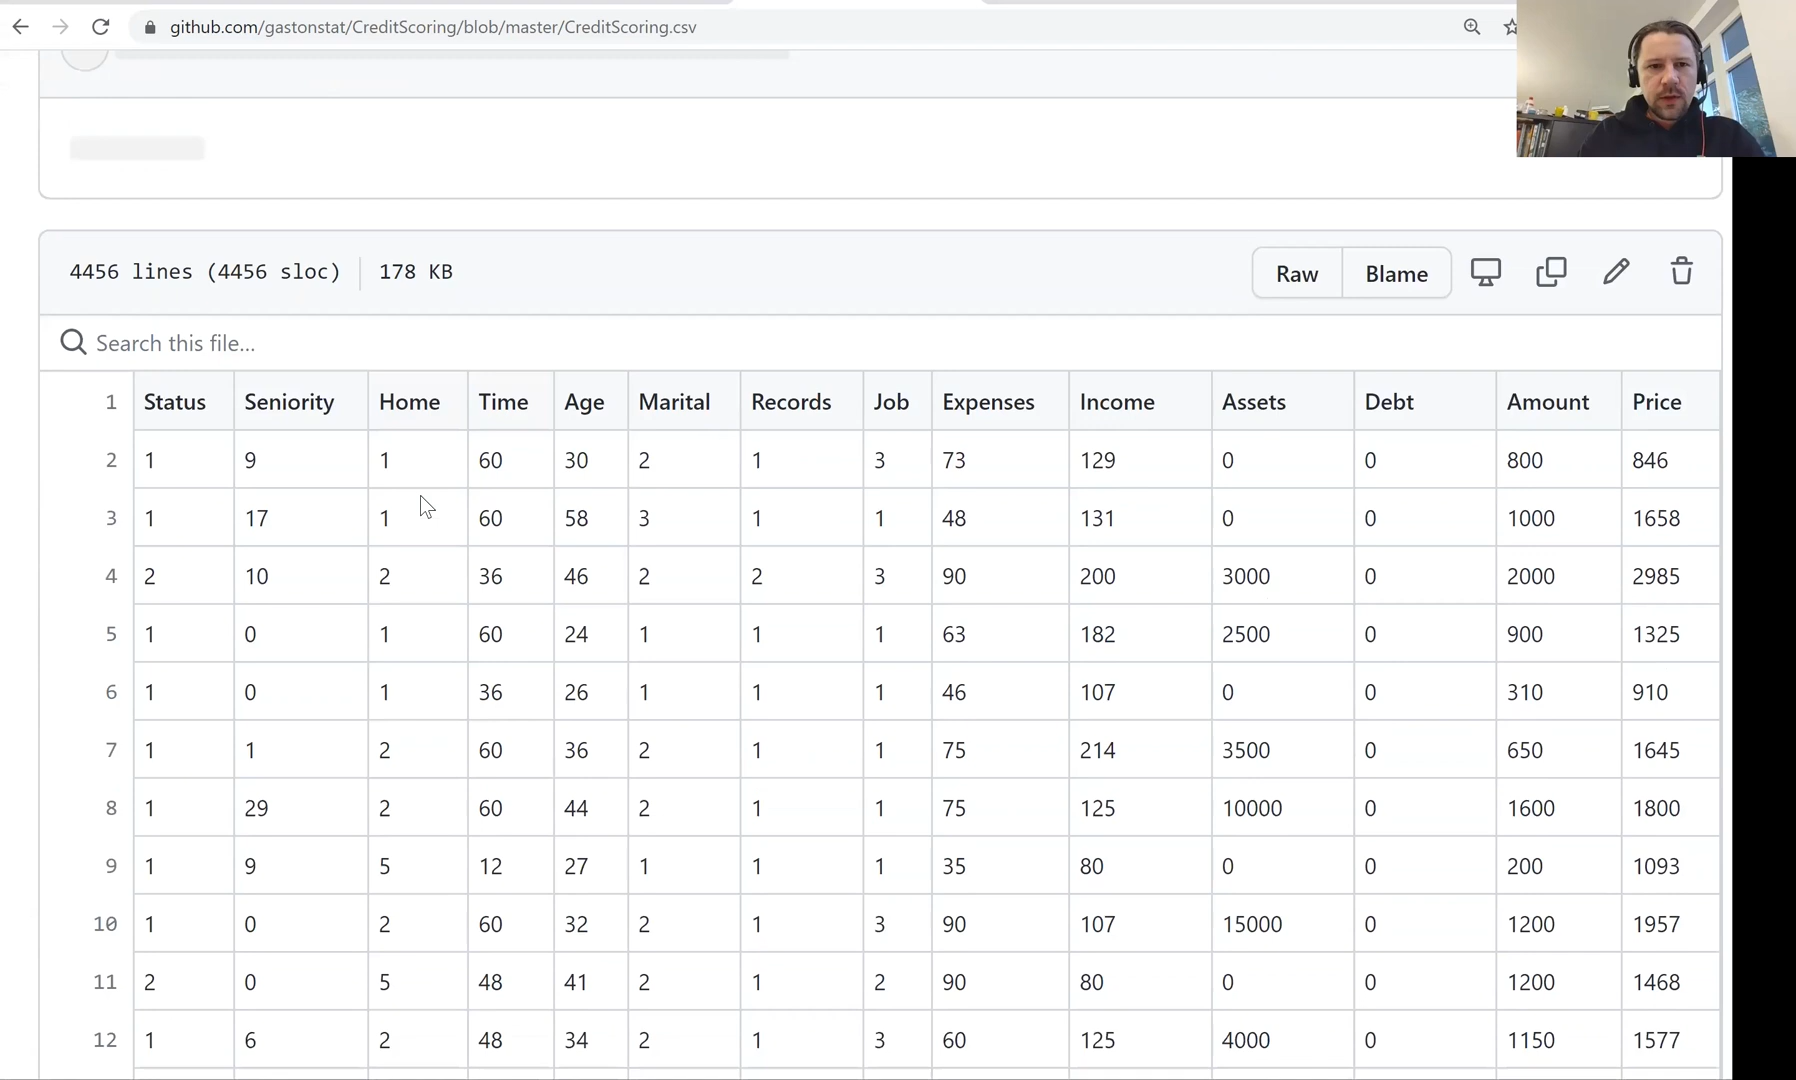 github.com/gastonstat/CreditScoring/blob/master/CreditScoring.csv
4456 lines (4456 sloc) 178 KB Raw Blame
Search this file...
1 Status Seniority Home Time Age Marital Records Job Expenses Income Assets Debt Amount Price
2 1 9 1 60 30 2 1 3 73 129 0 0 800 846
3 1 17 1 60 58 3 1 1 48 131 0 0 1000 1658
4 2 10 2 36 46 2 2 3 90 200 3000 0 2000 2985
5 1 0 1 60 24 1 1 1 63 182 2500 0 900 1325
6 1 0 1 36 26 1 1 1 46 107 0 0 310 910
7 1 1 2 60 36 2 1 1 75 214 3500 0 650 1645
8 1 29 2 60 44 2 1 1 75 125 10000 0 1600 1800
9 1 9 5 12 27 1 1 1 35 80 0 0 200 1093
10 1 0 2 60 32 2 1 3 90 107 15000 0 1200 1957
11 2 0 5 48 41 2 1 2 90 80 0 0 1200 1468
12 1 6 2 48 34 2 1 3 60 125 4000 0 1150 1577